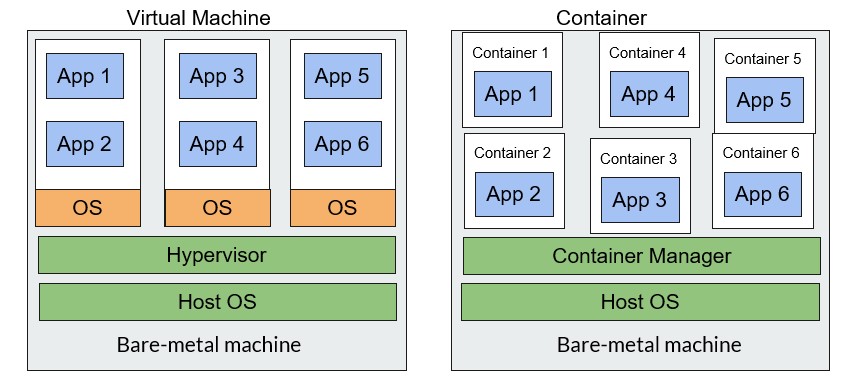 Virtual Machine
App 1
App 3
App 5
App 2
App 4
App 6
OS
OS
OS
Hypervisor
Host OS
Bare-metal machine
Container
Container 1
App 1
Container 4
App 4
Container 5
App 5
Container 2
App 2
Container 3
App 3
Container 6
App 6
Container Manager
Host OS
Bare-metal machine